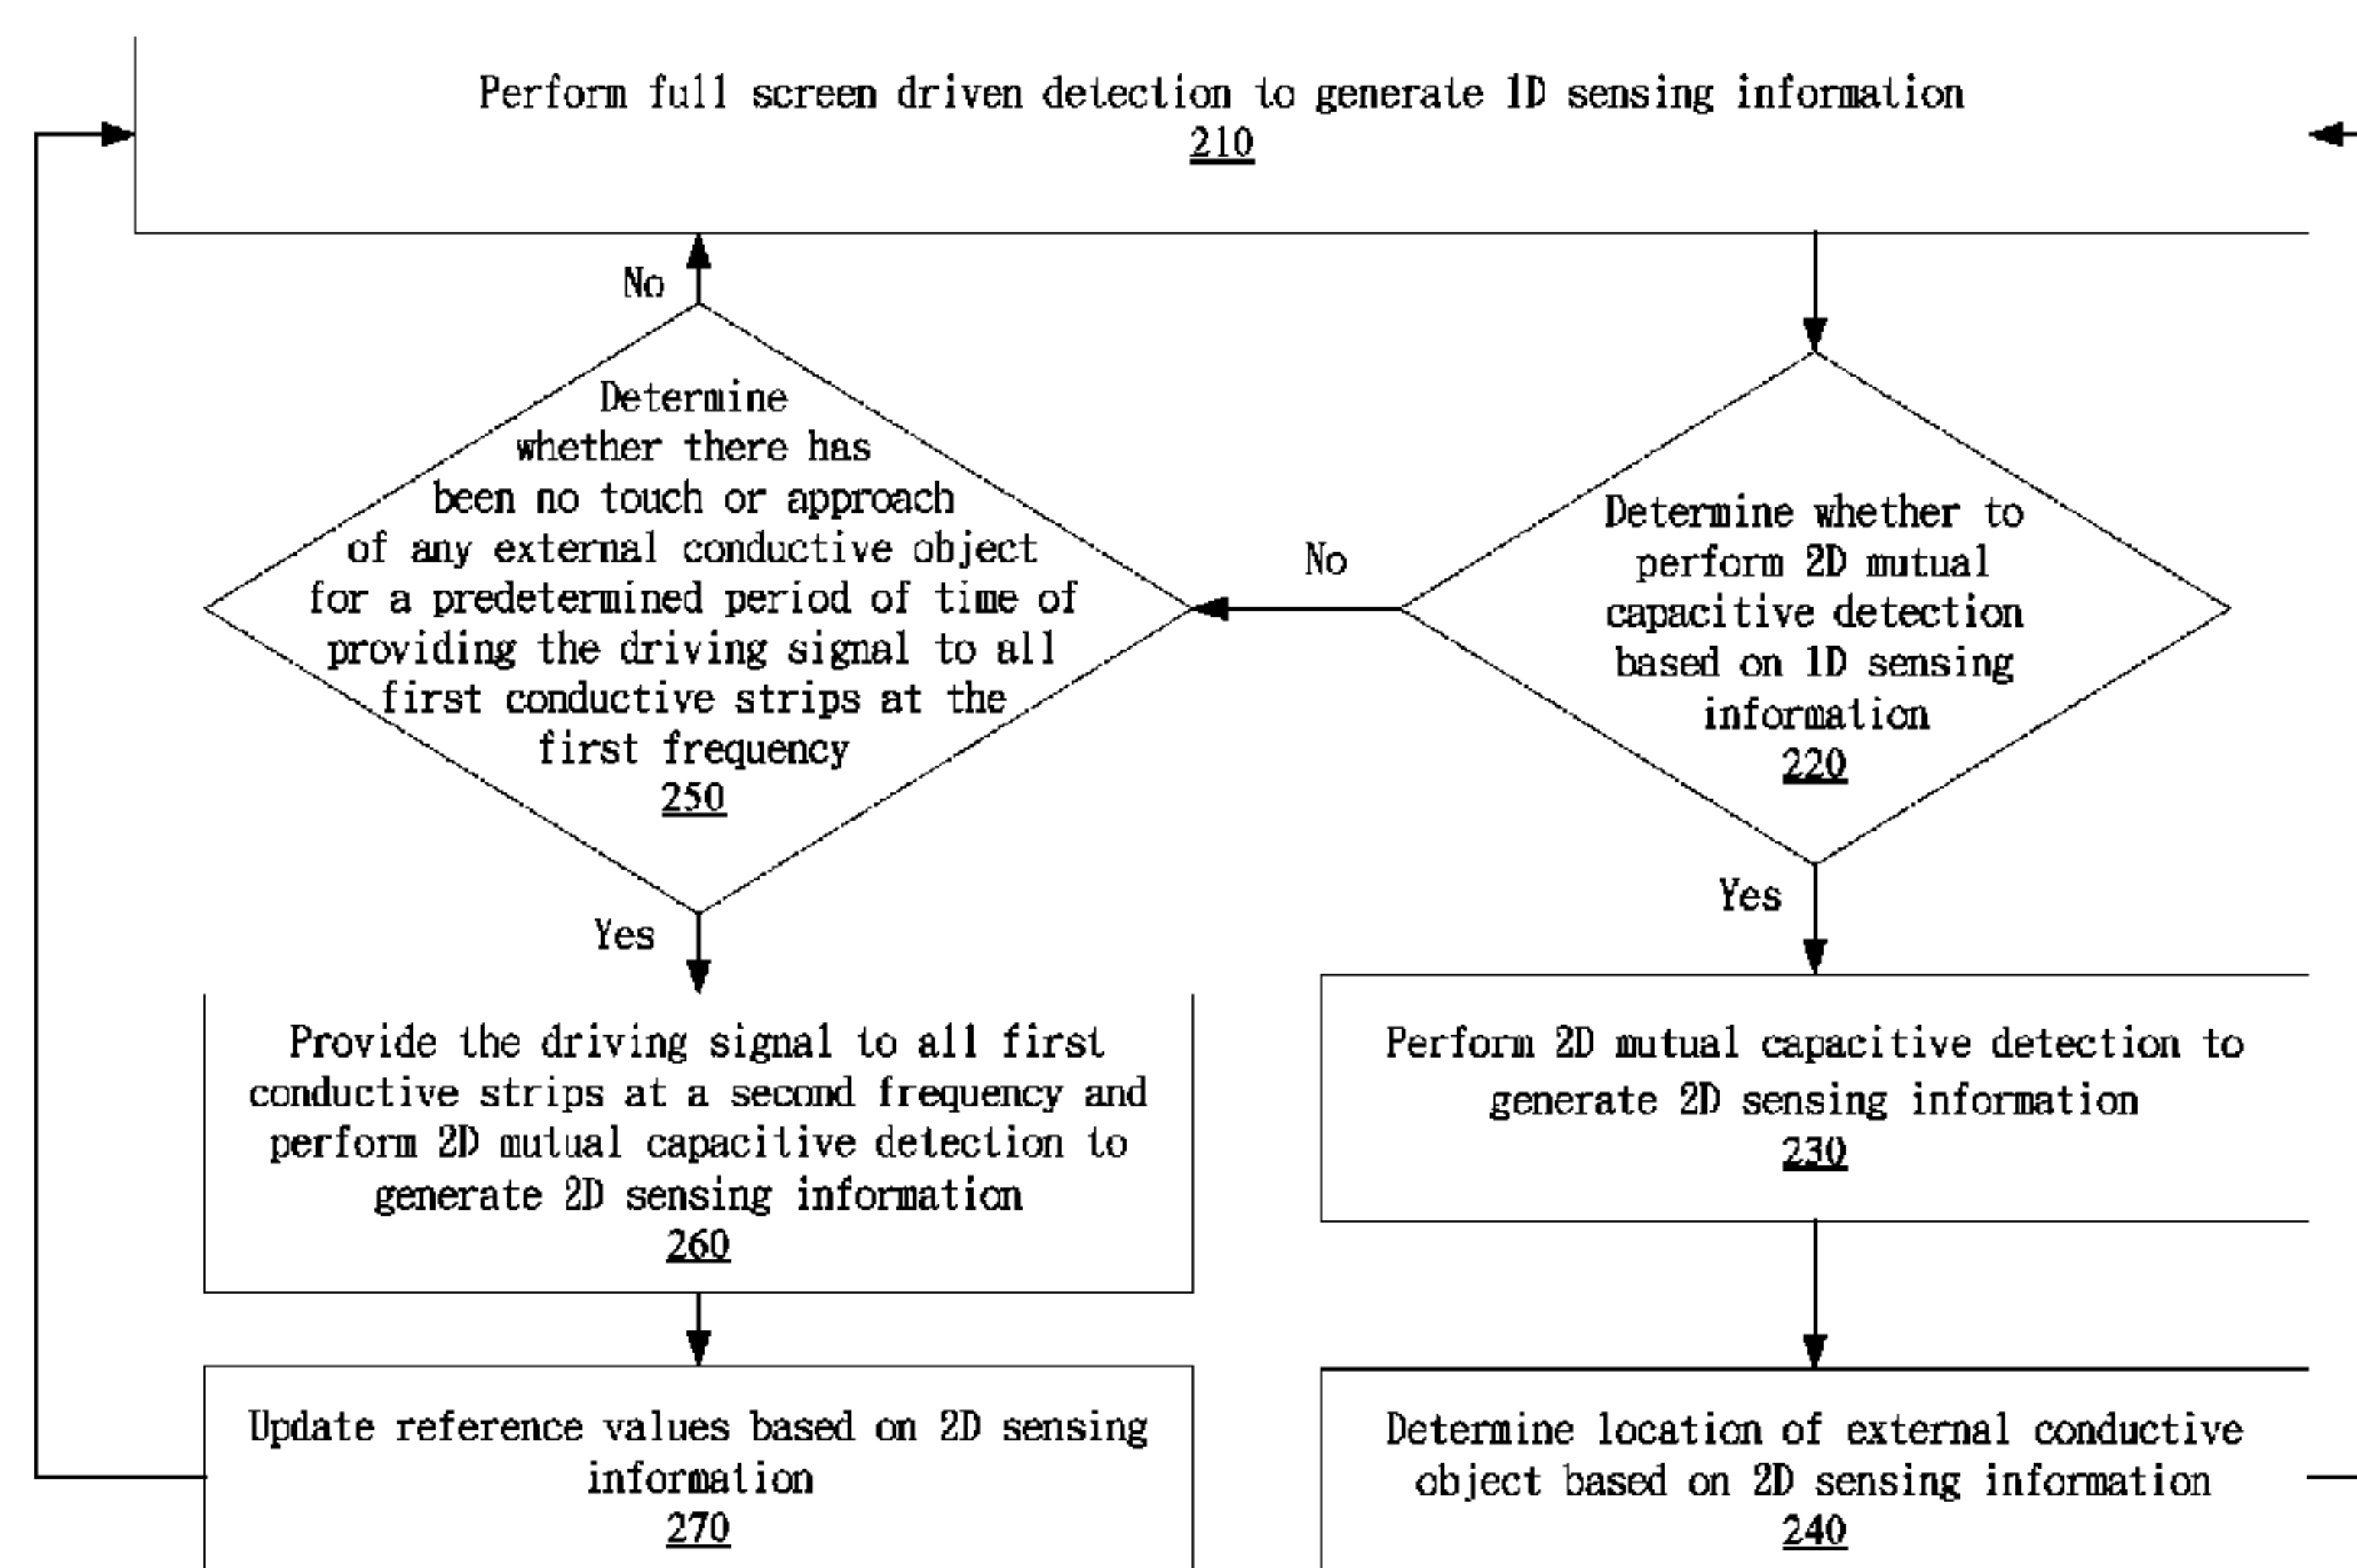 Perform full screen driven detection to generate 1D sensing information
210
No
Determine
whether there has
been no touch or approach
of any external conductive object
for a predetermined period of time of
providing the driving signal to all
first conductive strips at the
first frequency
250
No
Determine whether to
perform 2D mutual
capacitive detection
based on 1D sensing
information
220
Yes
Yes
Provide the driving signal to all first
conductive strips at a second frequency and
perform 2D mutual capacitive detection to
generate 2D sensing information
260
Perform 2D mutual capacitive detection to
generate 2D sensing information
230
Update reference values based on 2D sensing
information
270
Determine location of external conductive
object based on 2D sensing information
240